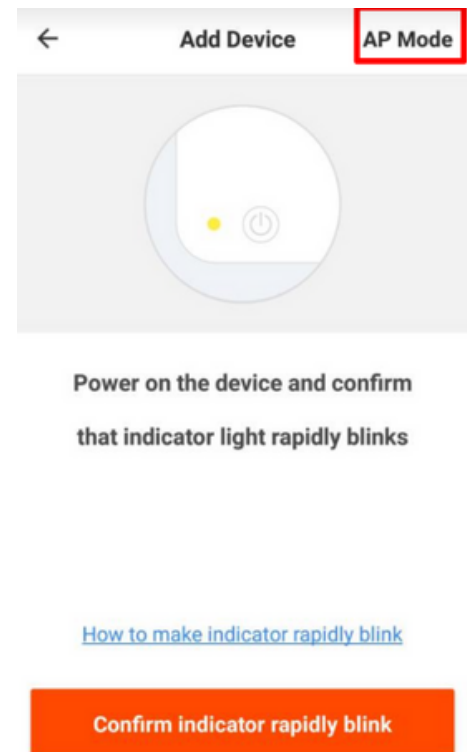 Add Device
AP Mode
Power on the device and confirm
that indicator light rapidly blinks
How to make indicator rapidly blink
Confirm indicator rapidly blink